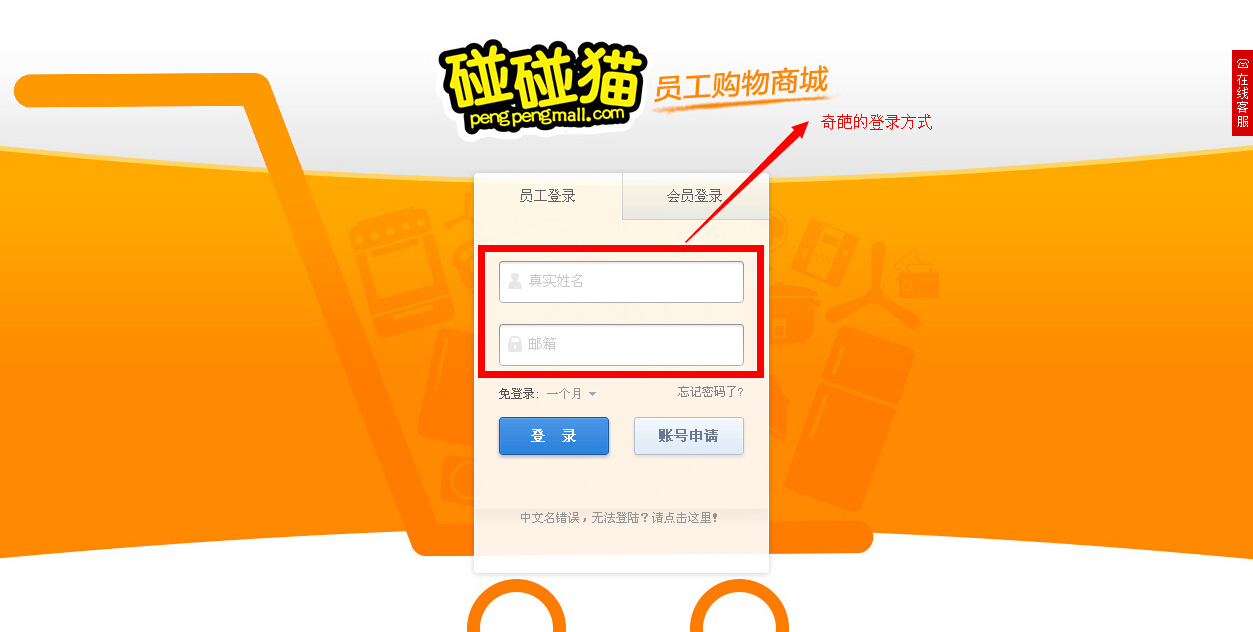 碰碰猫
pengpengmall.com
员工购物商城
奇葩的登录方式
在线客服
员工登录
会员登录
真实姓名
邮箱
免登录: 一个月
忘记密码了?
登 录
账号申请
中文名错误，无法登陆？请点击这里！